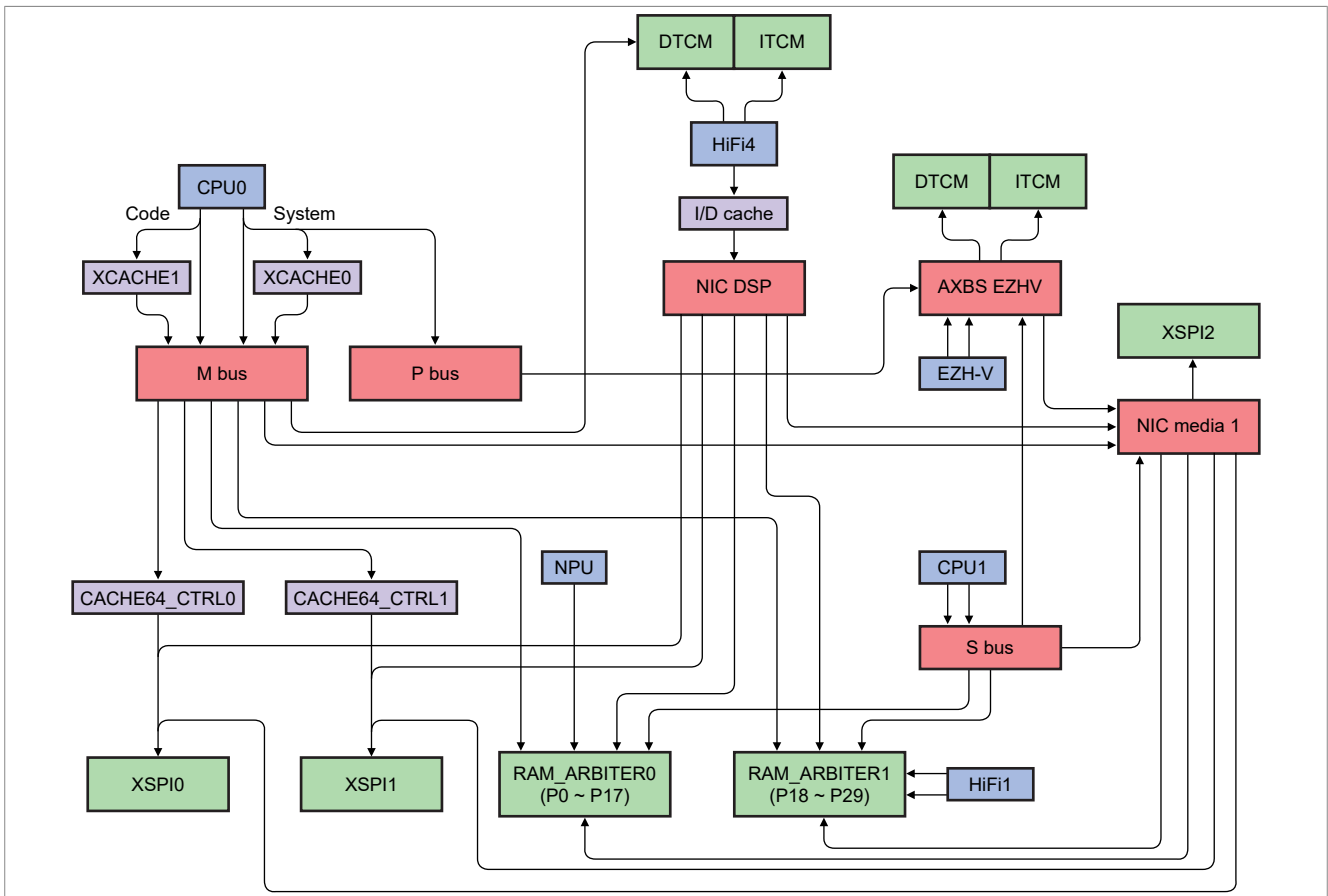 DTCM
ITCM
HiFi4
CPU0
DTCM
ITCM
Code
System
I/D cache
XCACHE1
XCACHE0
NIC DSP
AXBS EZHV
XSPI2
M bus
P bus
EZH-V
NIC media 1
NPU
CPU1
CACHE64_CTRL0
CACHE64_CTRL1
S bus
XSPI0
XSPI1
RAM_ARBITER0
(P0 ~ P17)
RAM_ARBITER1
(P18 ~ P29)
HiFi1